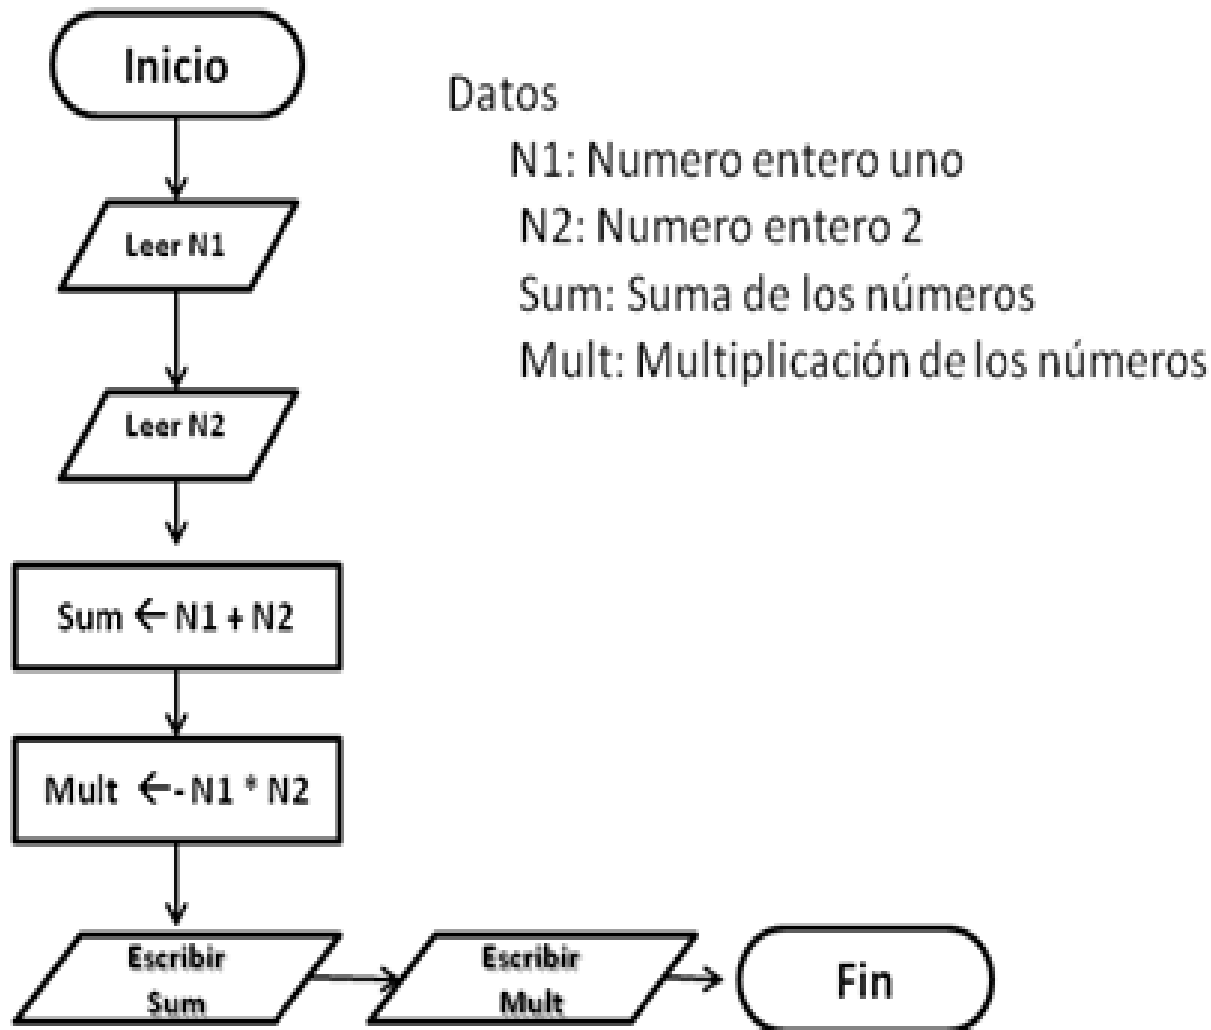 Inicio
Datos
N1: Numero entero uno
N2: Numero entero 2
Sum: Suma de los números
Mult: Multiplicación de los números
Leer N1
Leer N2
Sum ← N1 + N2
Mult ←- N1 * N2
Escribir
Sum
Escribir
Mult
Fin